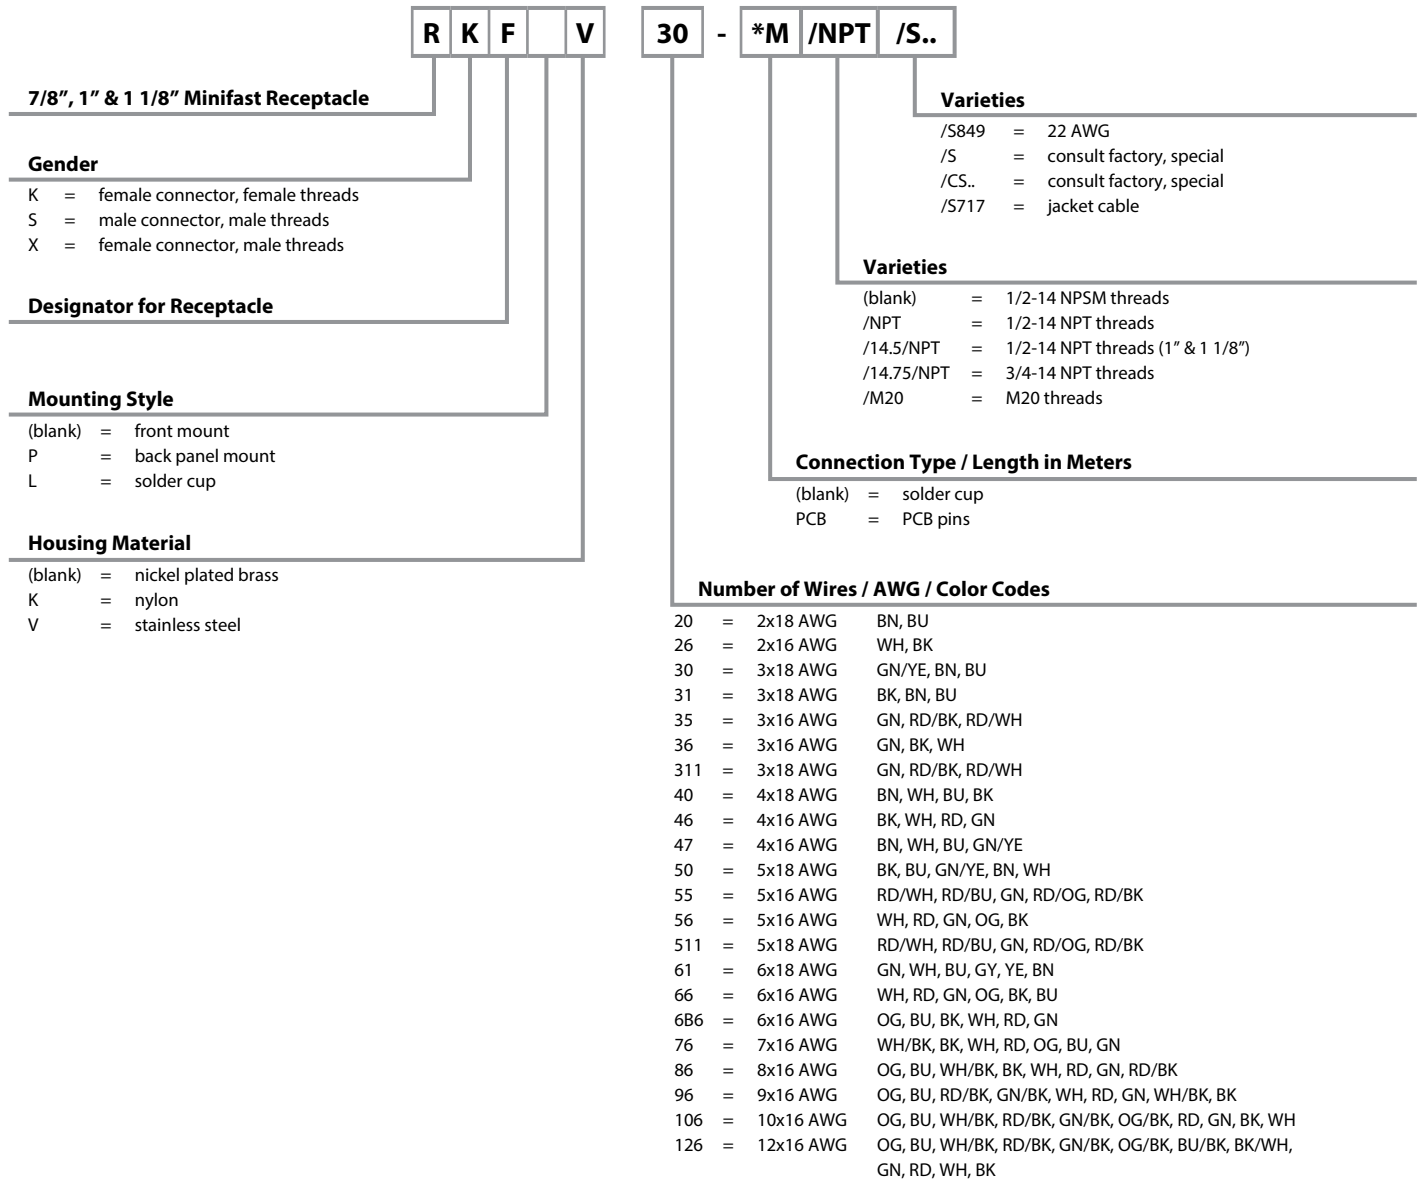 R K F V 30 - *M /NPT /S..
7/8”, 1” & 1 1/8” Minifast Receptacle
Gender
K = female connector, female threads
S = male connector, male threads
X = female connector, male threads
Designator for Receptacle
Mounting Style
(blank) = front mount
P = back panel mount
L = solder cup
Housing Material
(blank) = nickel plated brass
K = nylon
V = stainless steel
Varieties
/S849 = 22 AWG
/S = consult factory, special
/CS.. = consult factory, special
/S717 = jacket cable
Varieties
(blank) = 1/2-14 NPSM threads
/NPT = 1/2-14 NPT threads
/14.5/NPT = 1/2-14 NPT threads (1” & 1 1/8”)
/14.75/NPT = 3/4-14 NPT threads
/M20 = M20 threads
Connection Type / Length in Meters
(blank) = solder cup
PCB = PCB pins
Number of Wires / AWG / Color Codes
20 = 2x18 AWG BN, BU
26 = 2x16 AWG WH, BK
30 = 3x18 AWG GN/YE, BN, BU
31 = 3x18 AWG BK, BN, BU
35 = 3x16 AWG GN, RD/BK, RD/WH
36 = 3x16 AWG GN, BK, WH
311 = 3x18 AWG GN, RD/BK, RD/WH
40 = 4x18 AWG BN, WH, BU, BK
46 = 4x16 AWG BK, WH, RD, GN
47 = 4x16 AWG BN, WH, BU, GN/YE
50 = 5x18 AWG BK, BU, GN/YE, BN, WH
55 = 5x16 AWG RD/WH, RD/BU, GN, RD/OG, RD/BK
56 = 5x16 AWG WH, RD, GN, OG, BK
511 = 5x18 AWG RD/WH, RD/BU, GN, RD/OG, RD/BK
61 = 6x18 AWG GN, WH, BU, GY, YE, BN
66 = 6x16 AWG WH, RD, GN, OG, BK, BU
6B6 = 6x16 AWG OG, BU, BK, WH, RD, GN
76 = 7x16 AWG WH/BK, BK, WH, RD, OG, BU, GN
86 = 8x16 AWG OG, BU, WH/BK, BK, WH, RD, GN, RD/BK
96 = 9x16 AWG OG, BU, RD/BK, GN/BK, WH, RD, GN, WH/BK, BK
106 = 10x16 AWG OG, BU, WH/BK, RD/BK, GN/BK, OG/BK, RD, GN, BK, WH
126 = 12x16 AWG OG, BU, WH/BK, RD/BK, GN/BK, OG/BK, BU/BK, BK/WH,
GN, RD, WH, BK